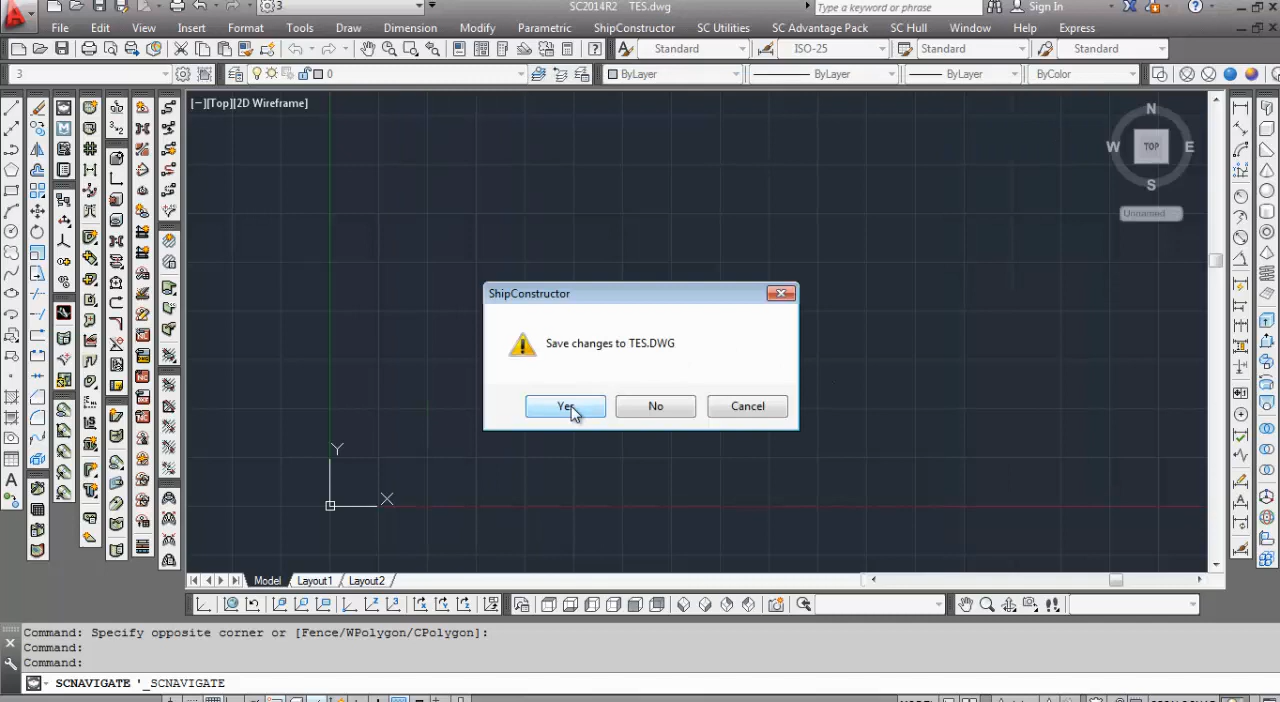 3 SC2014R2 TES.dwg Type a keyword or phrase Sign In
File Edit View Insert Format Tools Draw Dimension Modify Parametric ShipConstructor SC Utilities SC Advantage Pack SC Hull Window Help Express
Standard ISO-25 Standard Standard
3 0 ByLayer ByLayer ByLayer ByColor
[−][Top][2D Wireframe]
N
W TOP E
S
Unnamed
ShipConstructor
Save changes to TES.DWG
Yes No Cancel
Y
X
Model Layout1 Layout2
Command: Specify opposite corner or [Fence/WPolygon/CPolygon]:
Command:
Command:
SCNAVIGATE '_SCNAVIGATE